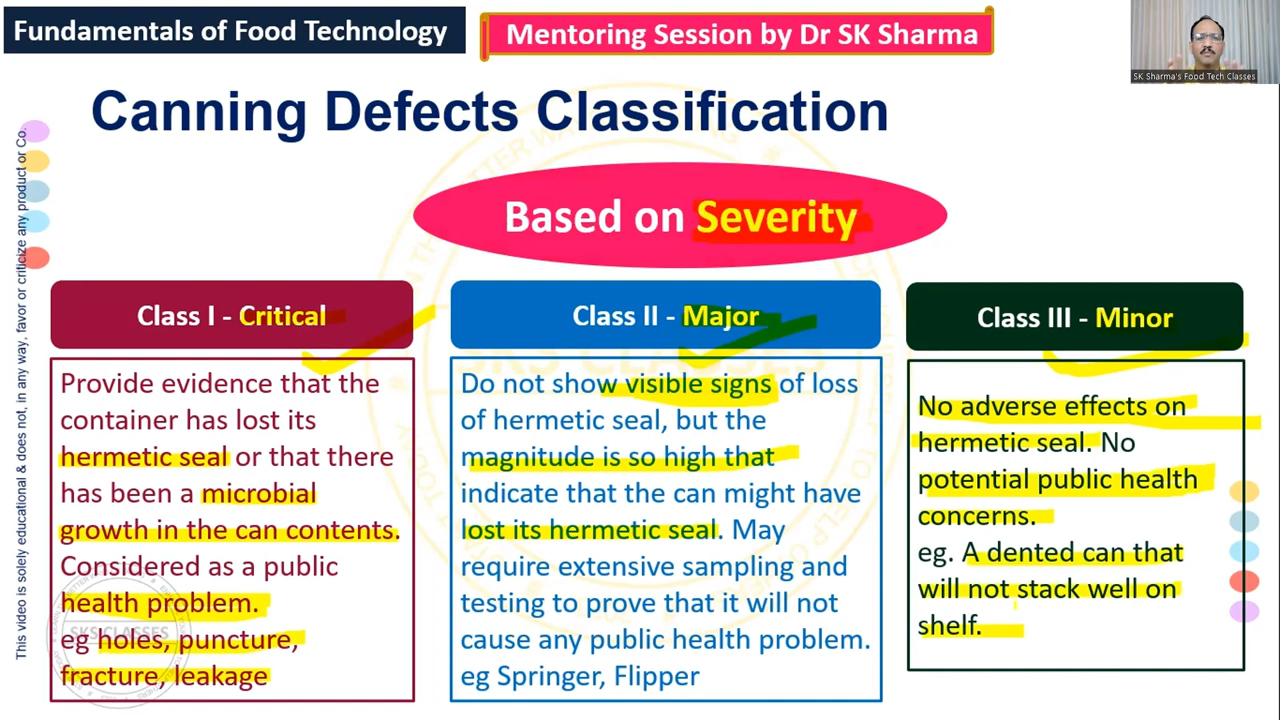 Fundamentals of Food Technology
Mentoring Session by Dr SK Sharma
SK Sharma's Food Tech Classes
Canning Defects Classification
Based on Severity
This video is solely educational & does not, in any way, favor or criticize any product or Co.
Class I - Critical
Provide evidence that the
container has lost its
hermetic seal or that there
has been a microbial
growth in the can contents.
Considered as a public
health problem.
eg holes, puncture,
fracture, leakage
Class II - Major
Do not show visible signs of loss
of hermetic seal, but the
magnitude is so high that
indicate that the can might have
lost its hermetic seal. May
require extensive sampling and
testing to prove that it will not
cause any public health problem.
eg Springer, Flipper
Class III - Minor
No adverse effects on
hermetic seal. No
potential public health
concerns.
eg. A dented can that
will not stack well on
shelf.
SKS CLASSES
SKS CLASSES